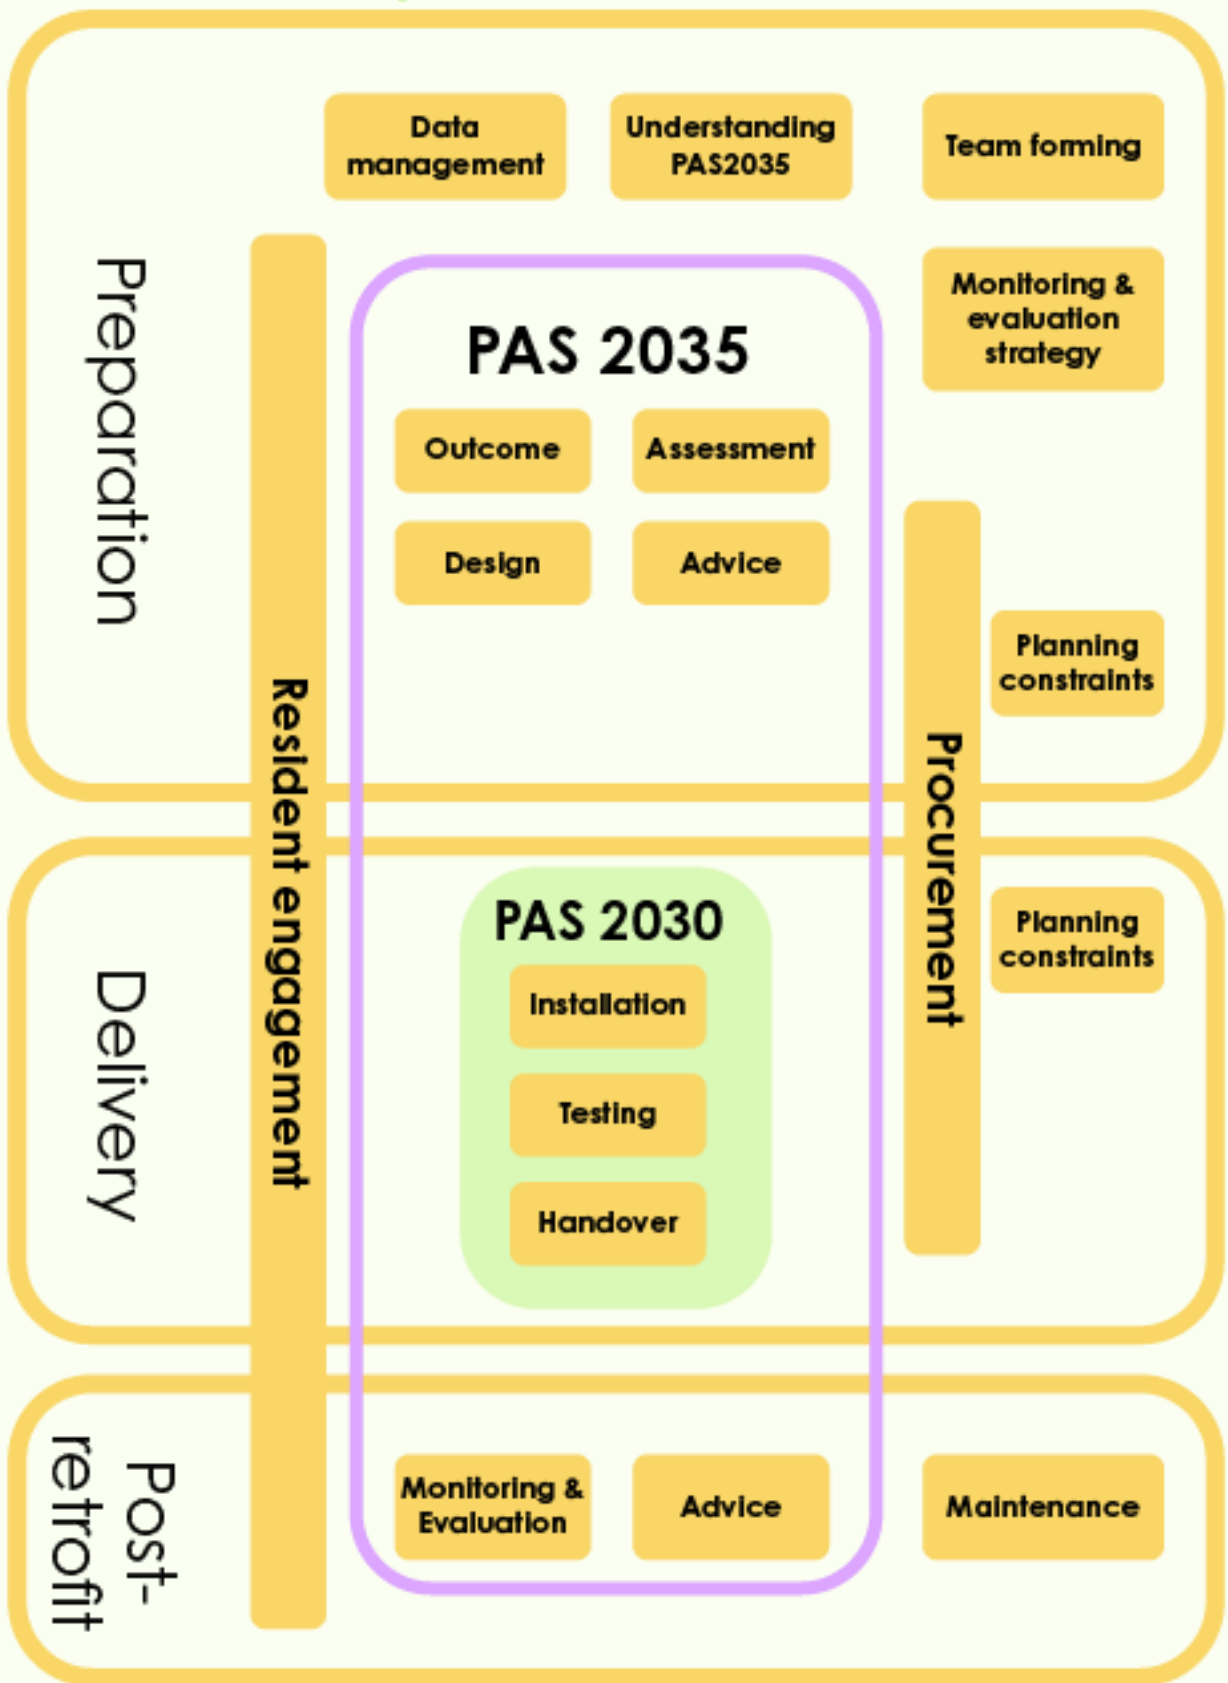 Data
management
Understanding
PAS2035
Team forming
Preparation
Monitoring &
evaluation
strategy
PAS 2035
Outcome
Assessment
Design
Advice
Planning
constraints
Resident engagement
Procurement
Delivery
PAS 2030
Planning
constraints
Installation
Testing
Handover
Post-
retrofit
Monitoring &
Evaluation
Advice
Maintenance